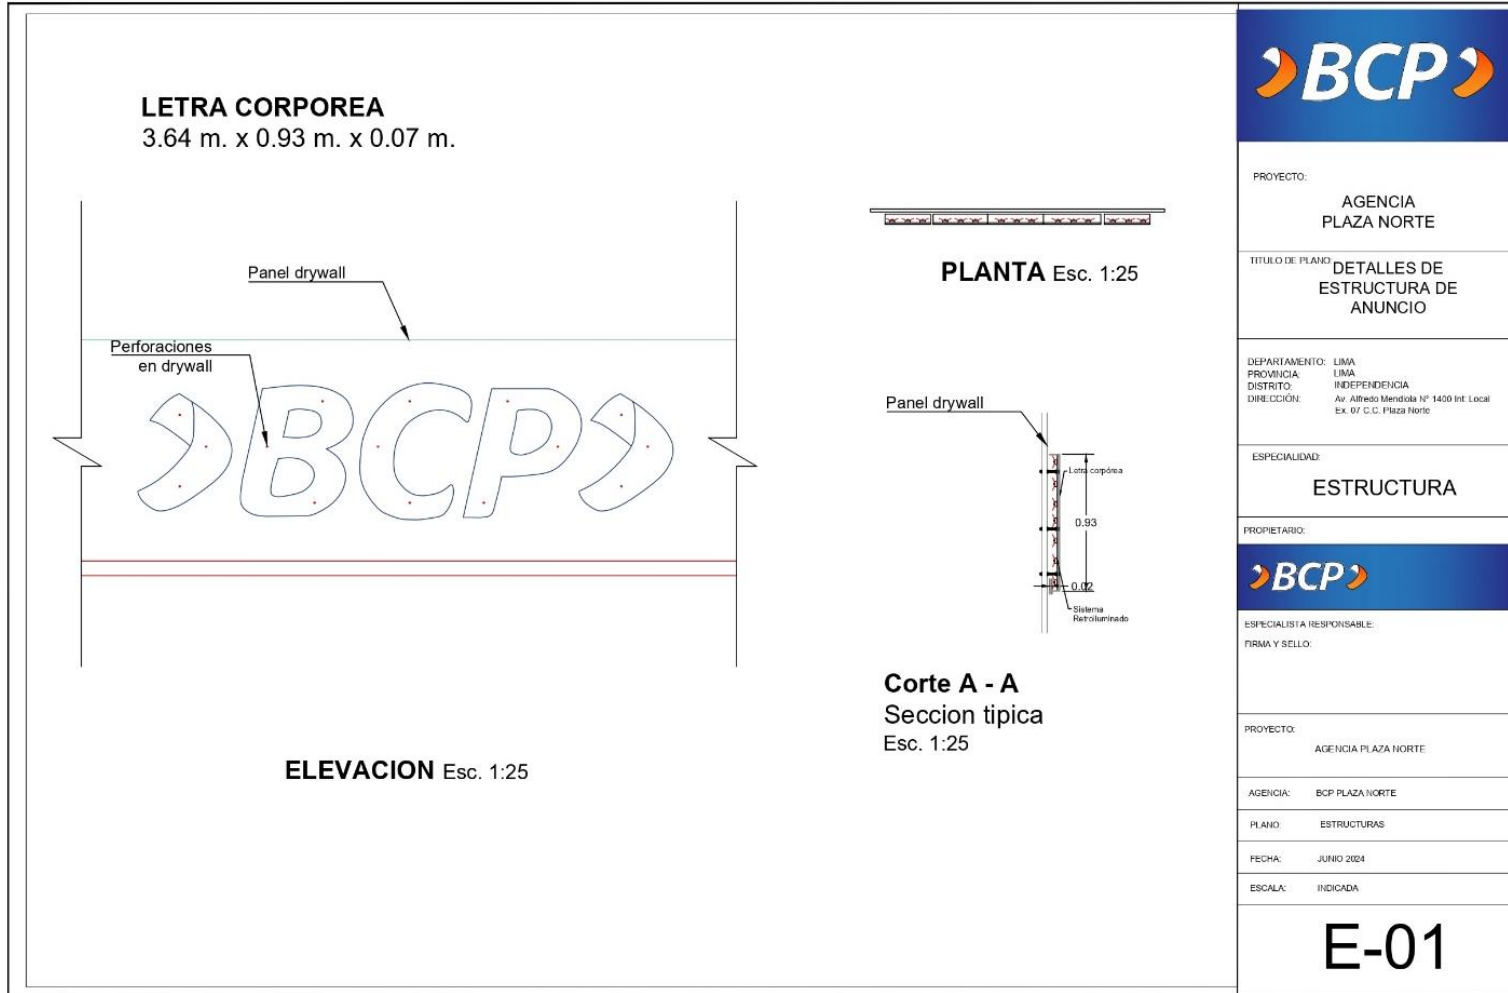 LETRA CORPOREA
3.64 m. x 0.93 m. x 0.07 m.
Panel drywall
Perforaciones
en drywall
BCP
ELEVACION Esc. 1:25
PLANTA Esc. 1:25
Panel drywall
Letra corpórea
0.93
0.02
Sistema
Retroiluminado
Corte A - A
Seccion tipica
Esc. 1:25
BCP
PROYECTO:
AGENCIA
PLAZA NORTE
TITULO DE PLANO:
DETALLES DE
ESTRUCTURA DE
ANUNCIO
DEPARTAMENTO: LIMA
PROVINCIA: LIMA
DISTRITO: INDEPENDENCIA
DIRECCIÓN: Av. Alfredo Mendiola Nº 1400 Int. Local
Ex. 07 C.C. Plaza Norte
ESPECIALIDAD:
ESTRUCTURA
PROPIETARIO:
BCP
ESPECIALISTA RESPONSABLE:
FIRMA Y SELLO:
PROYECTO:
AGENCIA PLAZA NORTE
AGENCIA: BCP PLAZA NORTE
PLANO: ESTRUCTURAS
FECHA: JUNIO 2024
ESCALA: INDICADA
E-01